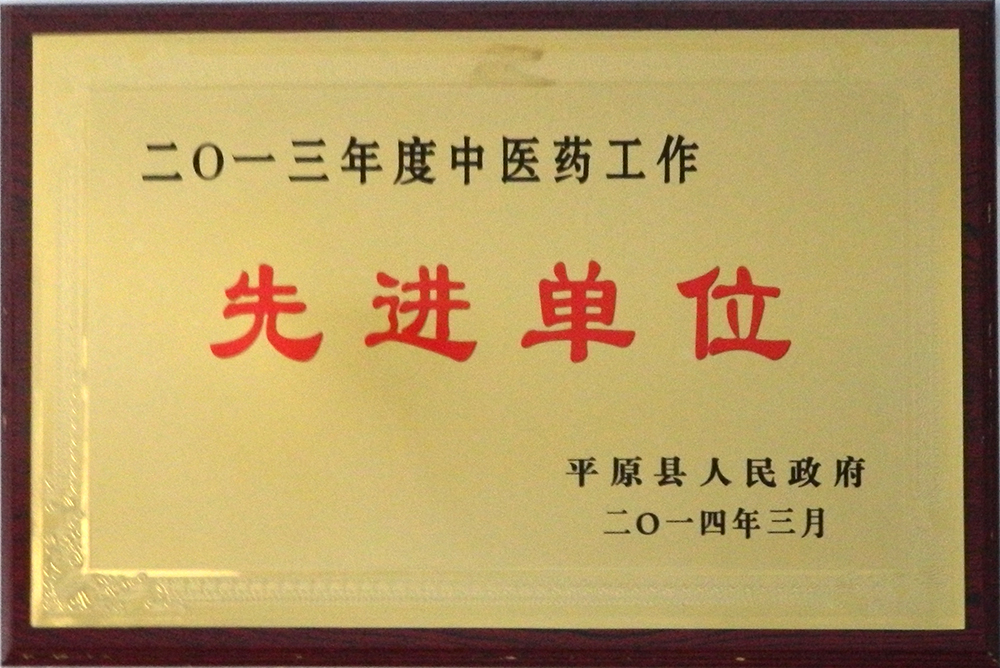 二〇一三年度中医药工作
先进单位
平原县人民政府
二〇一四年三月